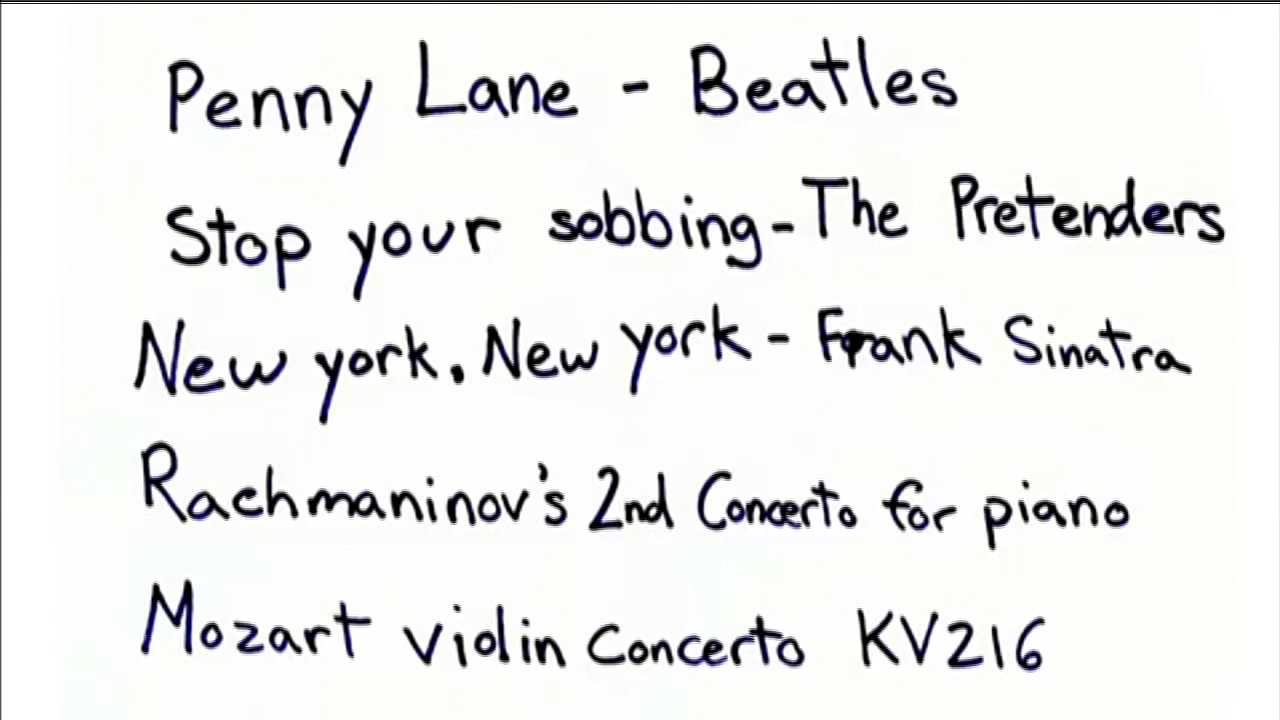 Penny Lane - Beatles
Stop your sobbing - The Pretenders
New york. New york - Frank Sinatra
Rachmaninov's 2nd Concerto for piano
Mozart violin Concerto KV216